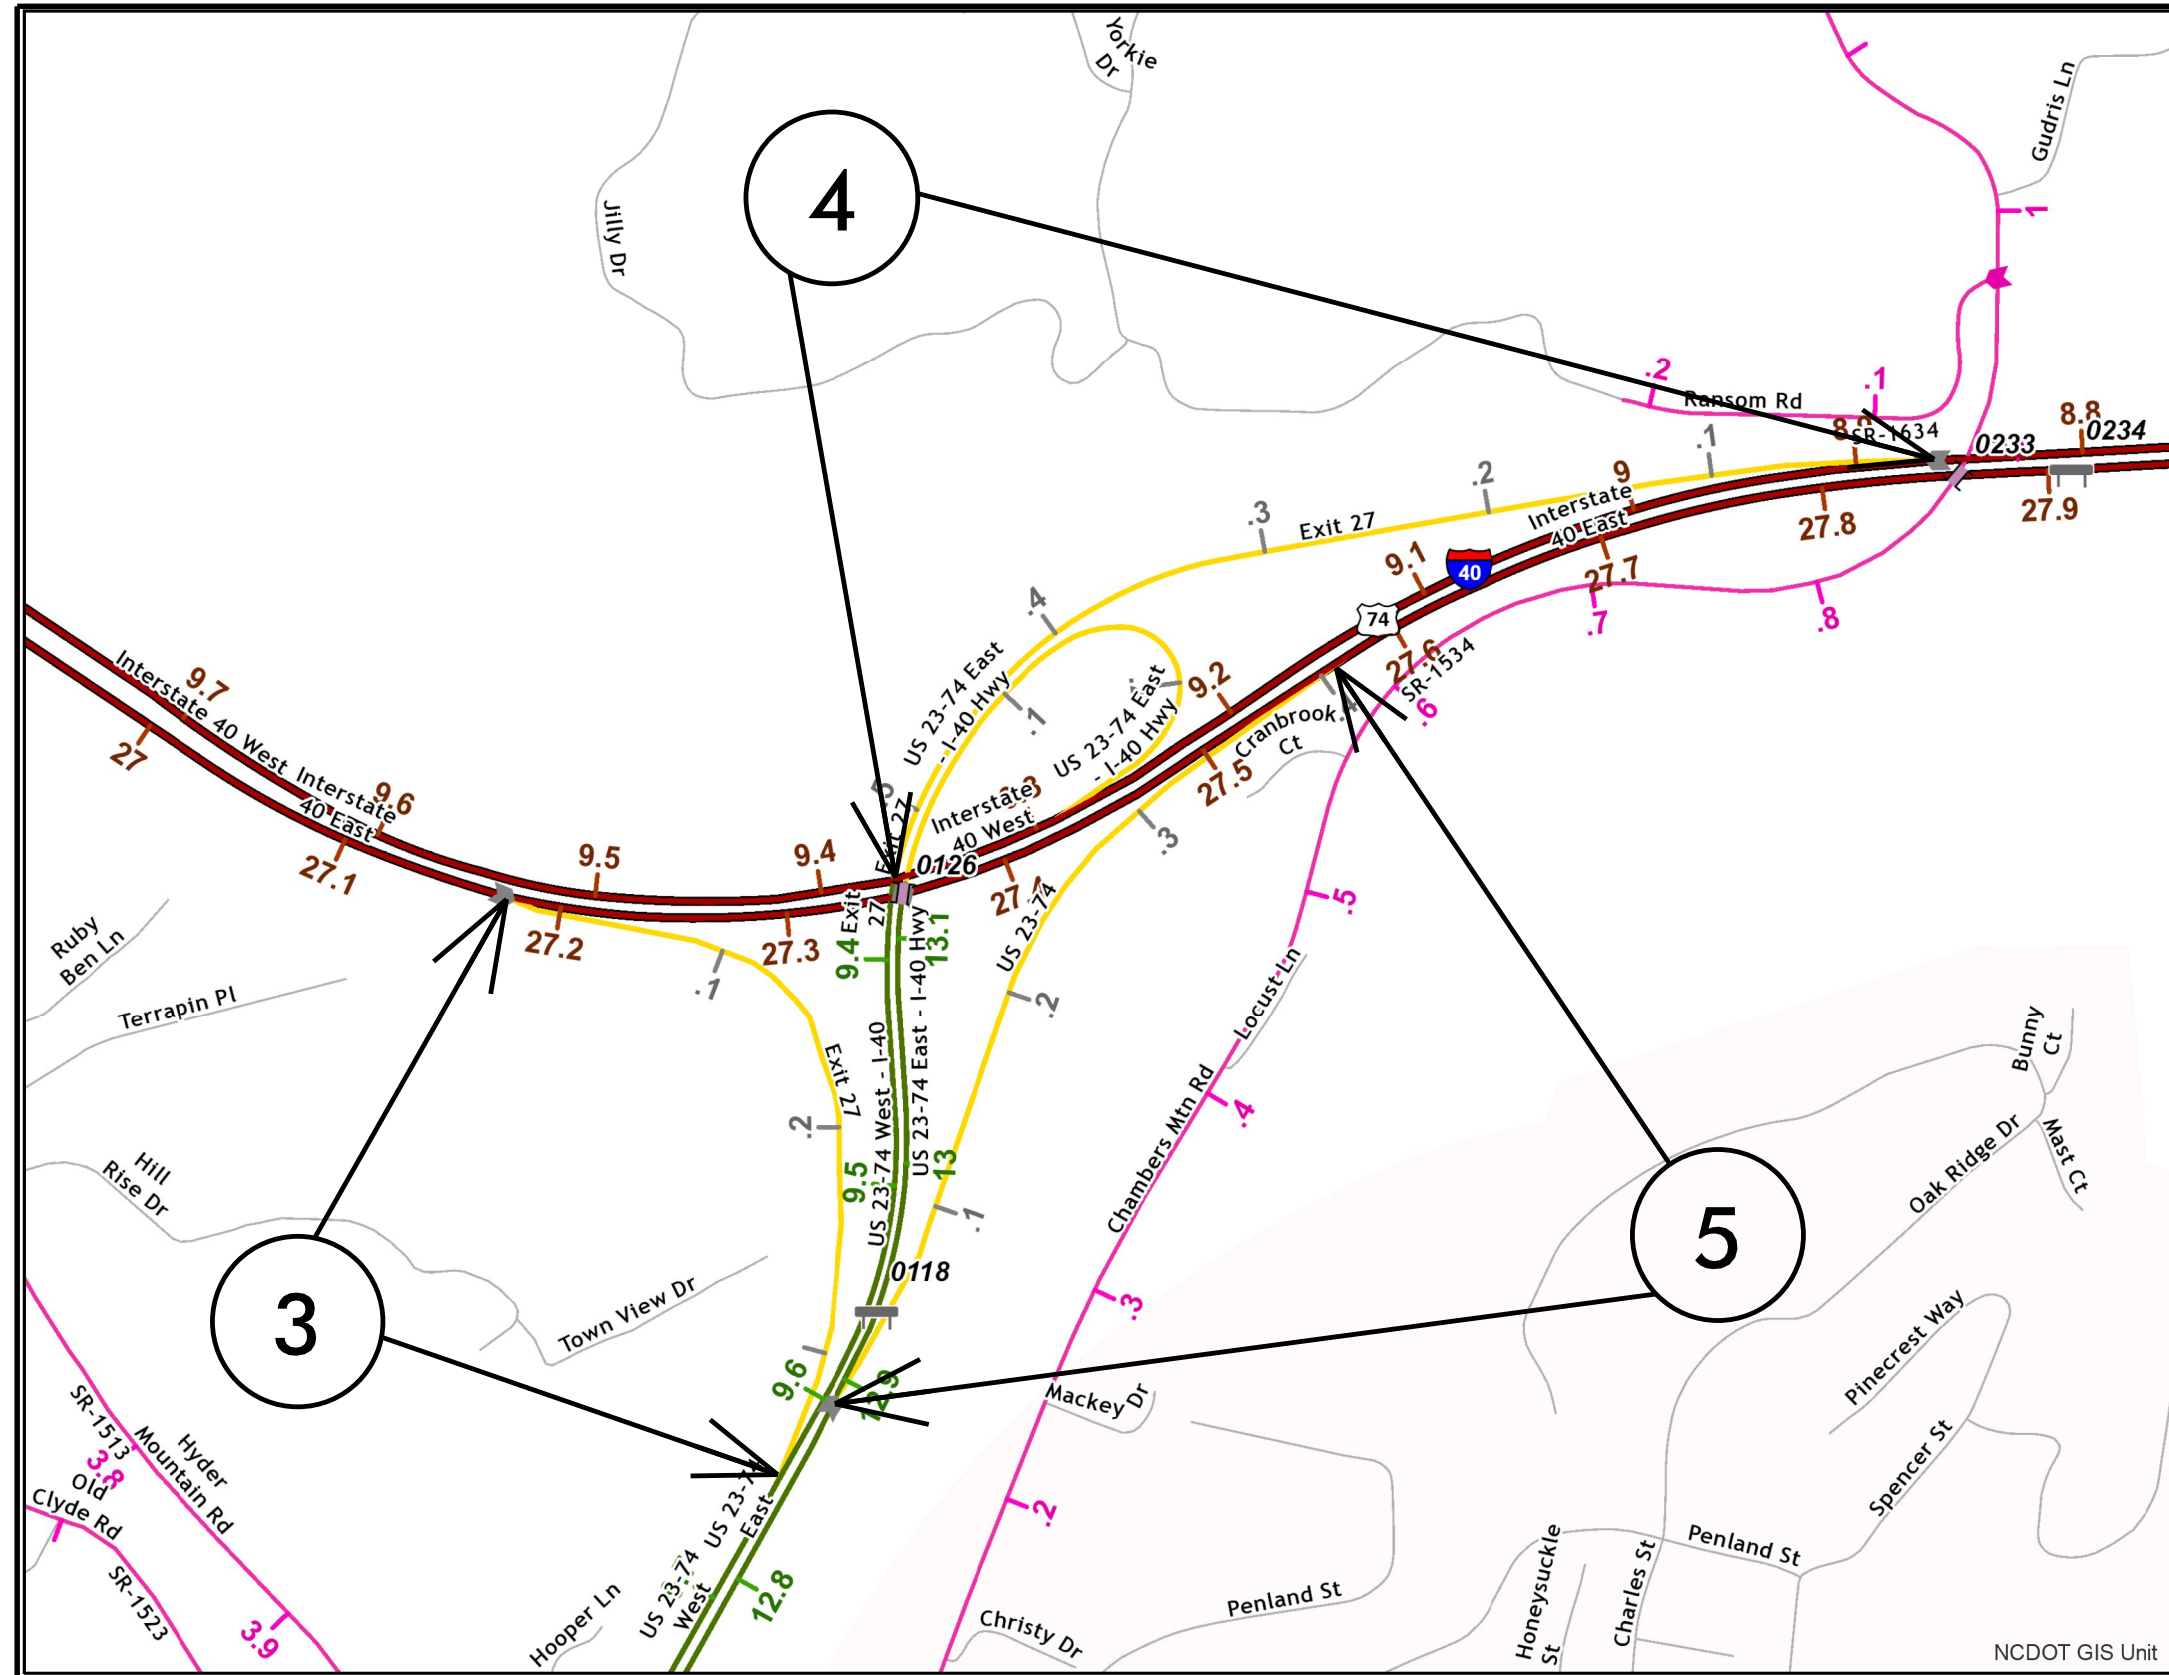 Yorkie
Dr
Gudris Ln
4
Jilly Dr
1
.2
.1
Ransom Rd
SR-1634
8.8
0234
0233
.1
.2
9
.3
Exit 27
Interstate
40 East
27.8
27.9
9.1
40
27.7
.7
.8
.4
74
27.6
SR-1534
.6
US 23-74 East
- I-40 Hwy
.1
US 23-74 East
- I-40 Hwy
9.2
Cranbrook
Ct
.4
27.5
9.7
Interstate 40 West
27
Interstate
40 East
9.6
27.1
9.5
9.4
.5
Exit 27
Interstate
40 West
0126
.3
27.2
27.3
Exit
27
9.4
13.1
US 23-74
.5
Ruby
Ben Ln
.1
Terrapin Pl
.2
Locust Ln
Exit 27
US 23-74 West - I-40
US 23-74 East - I-40 Hwy
.2
9.5
13
.1
Chambers Mtn Rd
.4
Bunny
Ct
Oak Ridge Dr
Mast Ct
Hill
Rise Dr
5
0118
3
Town View Dr
.3
Pinecrest Way
9.6
12.9
Mackey Dr
SR-1513
3.8
Hyder
Mountain Rd
Old
Clyde Rd
US 23-74
East
.2
Spencer St
SR-1523
US 23-74
West
12.8
Penland St
Honeysuckle
St
Charles St
3.9
Hooper Ln
Christy Dr
Penland St
NCDOT GIS Unit